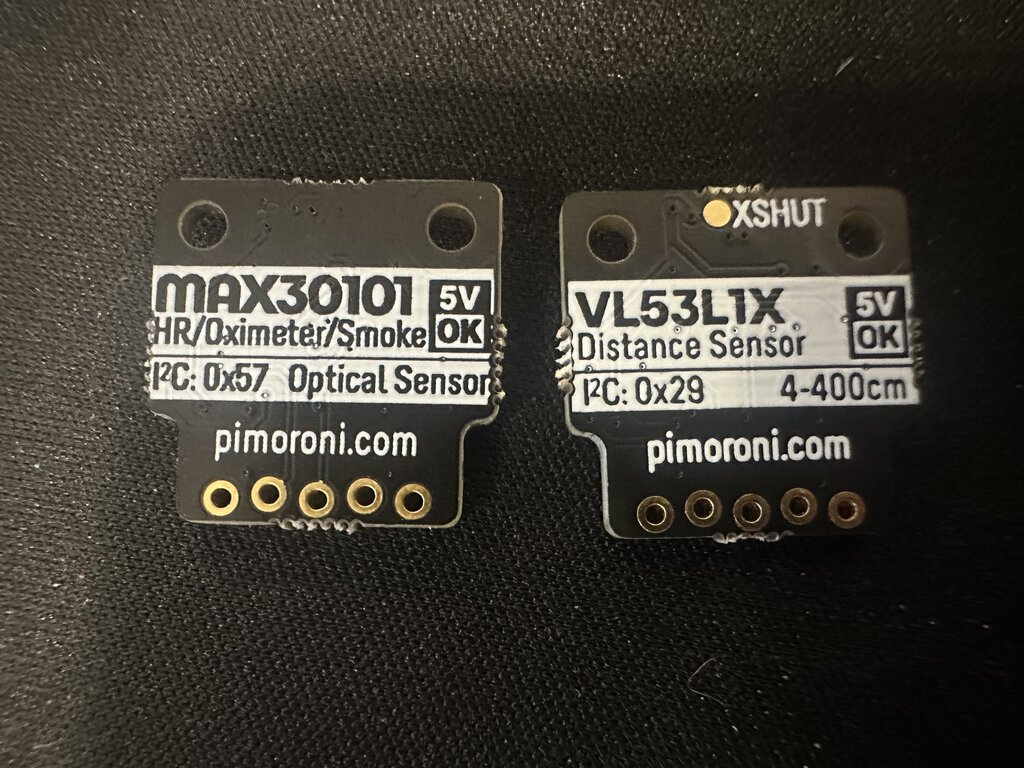 MAX30101
5V
OK
HR/Oximeter/Smoke
I²C: 0x57 Optical Sensor
pimoroni.com
XSHUT
VL53L1X
5V
OK
Distance Sensor
I²C: 0x29 4-400cm
pimoroni.com